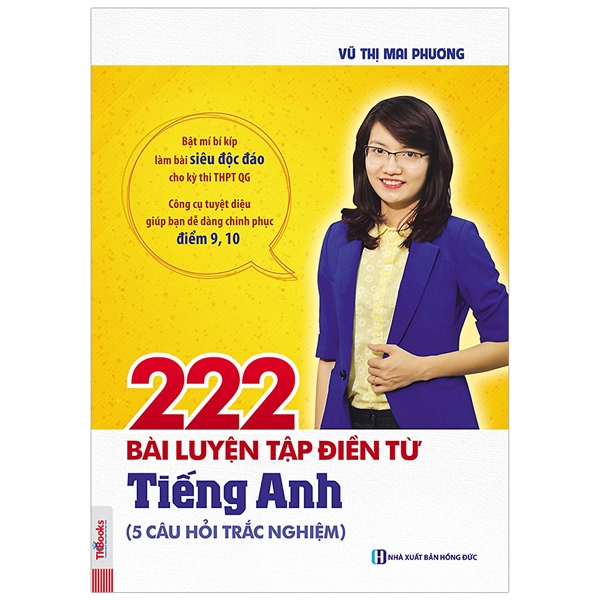 VŨ THỊ MAI PHƯƠNG
Bật mí bí kíp
làm bài siêu độc đáo
cho kỳ thi THPT QG
Công cụ tuyệt diệu
giúp bạn dễ dàng chinh phục
điểm 9, 10
222
BÀI LUYỆN TẬP ĐIỀN TỪ
Tiếng Anh
(5 CÂU HỎI TRẮC NGHIỆM)
THBooks
NHÀ XUẤT BẢN HỒNG ĐỨC